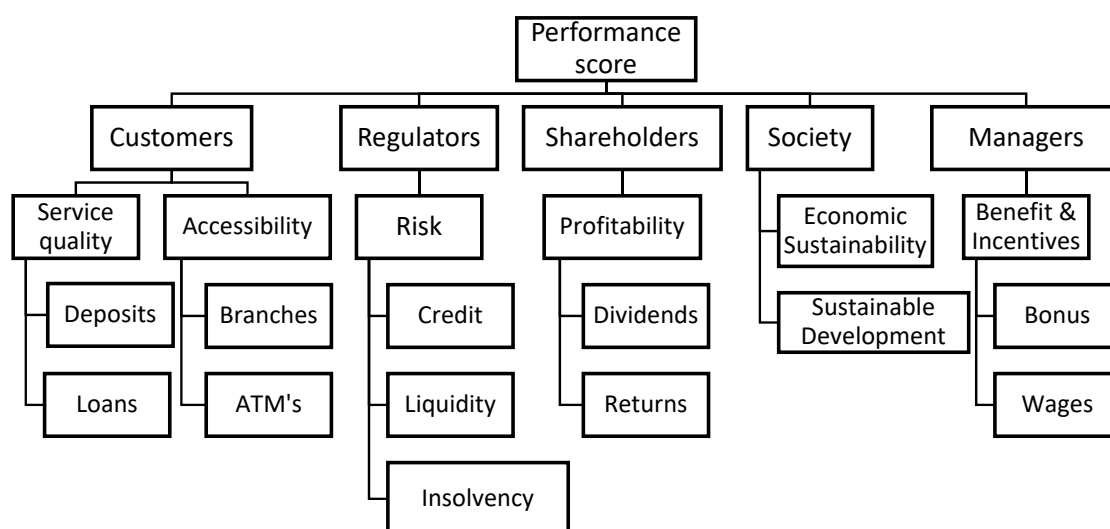 Performance
score
Customers
Regulators
Shareholders
Society
Managers
Service
quality
Accessibility
Risk
Profitability
Economic
Sustainability
Benefit &
Incentives
Deposits
Branches
Credit
Dividends
Sustainable
Development
Bonus
Loans
ATM's
Liquidity
Returns
Wages
Insolvency